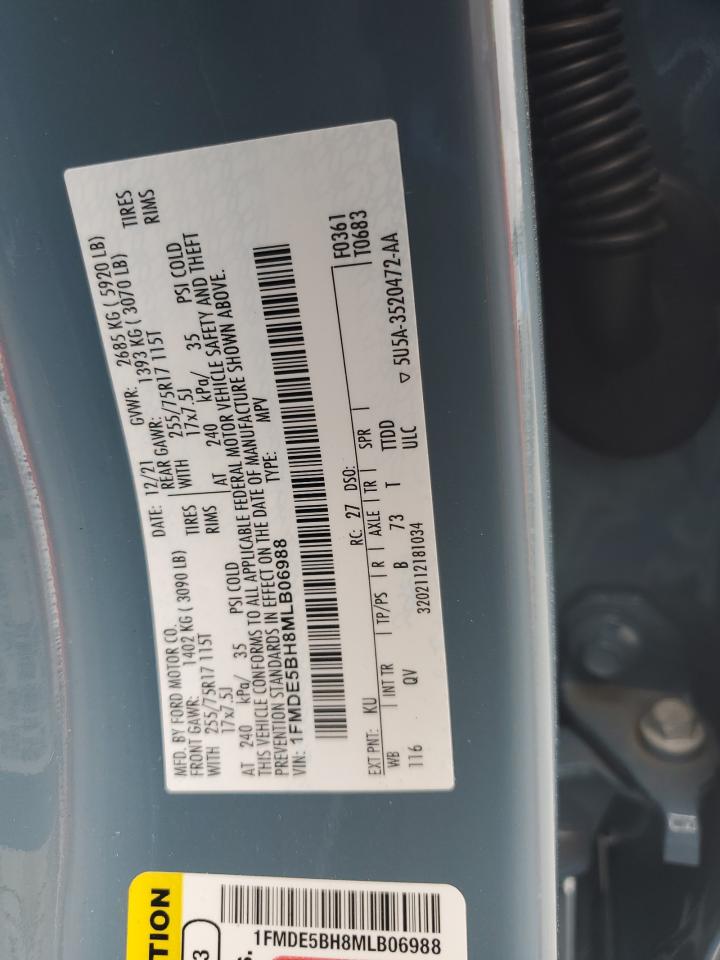 MFD. BY FORD MOTOR CO. DATE: 12/21 GVWR: 2685 KG ( 5920 LB)
FRONT GAWR: 1402 KG ( 3090 LB) REAR GAWR: 1393 KG ( 3070 LB)
WITH 255/75R17 115T TIRES WITH 255/75R17 115T TIRES
17x7.5J RIMS 17x7.5J RIMS
AT 240 kPa/ 35 PSI COLD AT 240 kPa/ 35 PSI COLD
THIS VEHICLE CONFORMS TO ALL APPLICABLE FEDERAL MOTOR VEHICLE SAFETY AND THEFT
PREVENTION STANDARDS IN EFFECT ON THE DATE OF MANUFACTURE SHOWN ABOVE.
VIN: 1FMDE5BH8MLB06988 TYPE: MPV
F0361
EXT PNT: KU RC: 27 DSO: T0683
WB INT TR TP/PS R AXLE TR SPR
116 QV B 73 T TTDD
3202112181034 ULC ▽ 5U5A-3520472-AA
1FMDE5BH8MLB06988
TION
3
S.